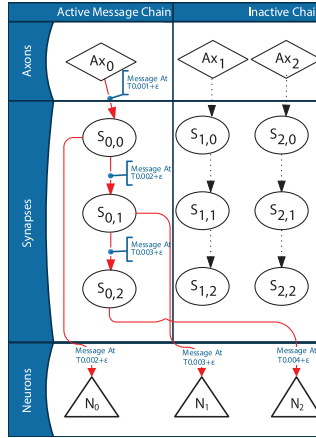 Active Message Chain
Inactive Chai
Axons
Ax0
Ax1
Ax2
Message At
T0.001+ε
Synapses
S0,0
S1,0
S2,0
Message At
T0.002+ε
S0,1
S1,1
S2,1
Message At
T0.003+ε
S0,2
S1,2
S2,2
Message At
T0.002+ε
Message At
T0.003+ε
Message At
T0.004+ε
Neurons
N0
N1
N2